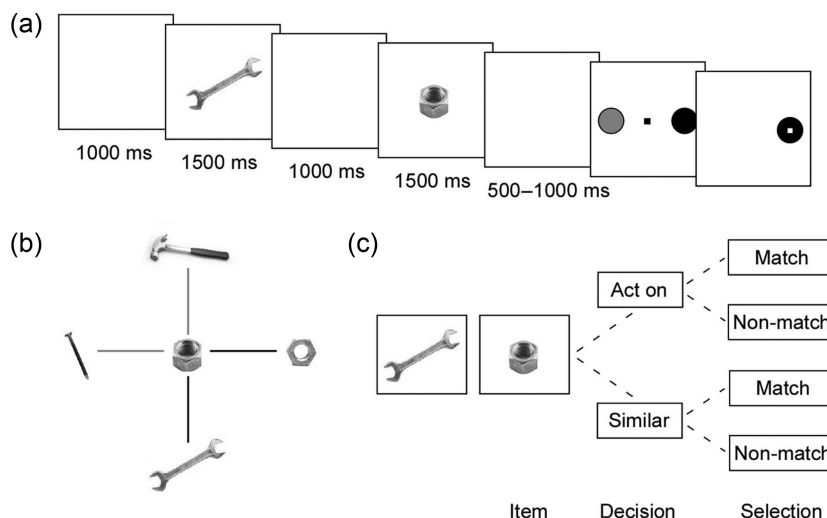 (a)
1000 ms
1500 ms
1000 ms
1500 ms
500–1000 ms
(b)
(c)
Act on
Match
Non-match
Similar
Match
Non-match
Item
Decision
Selection